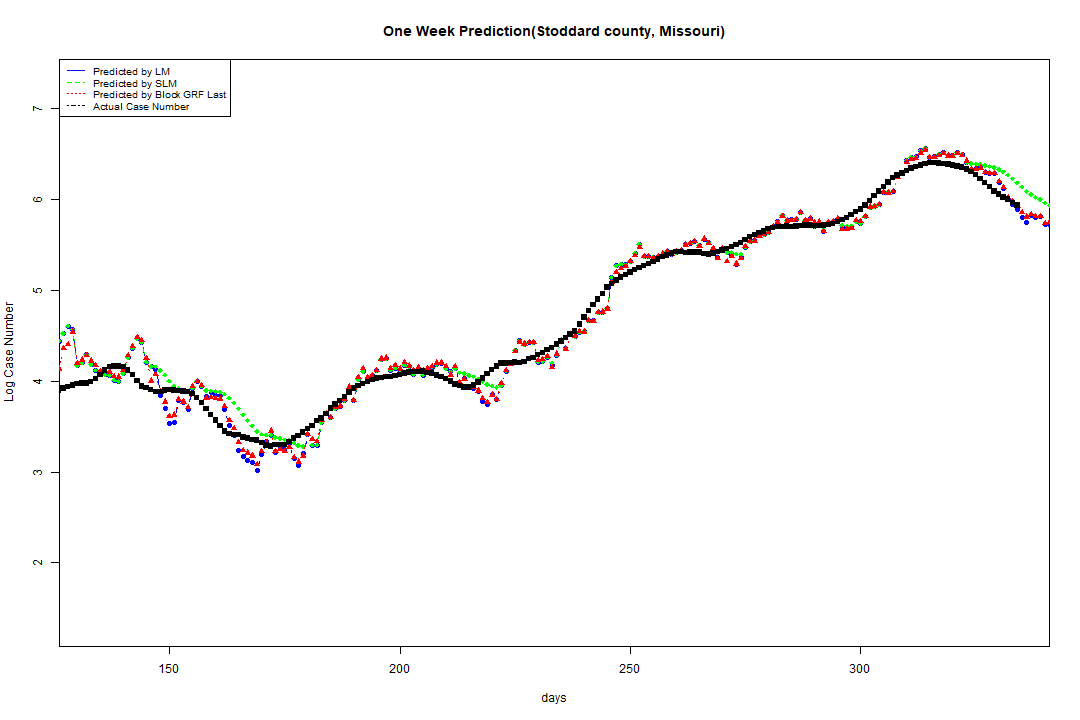 One Week Prediction(Stoddard county, Missouri)
Predicted by LM
Predicted by SLM
Predicted by Block GRF Last
Actual Case Number
7
6
5
4
3
2
Log Case Number
150 200 250 300
days